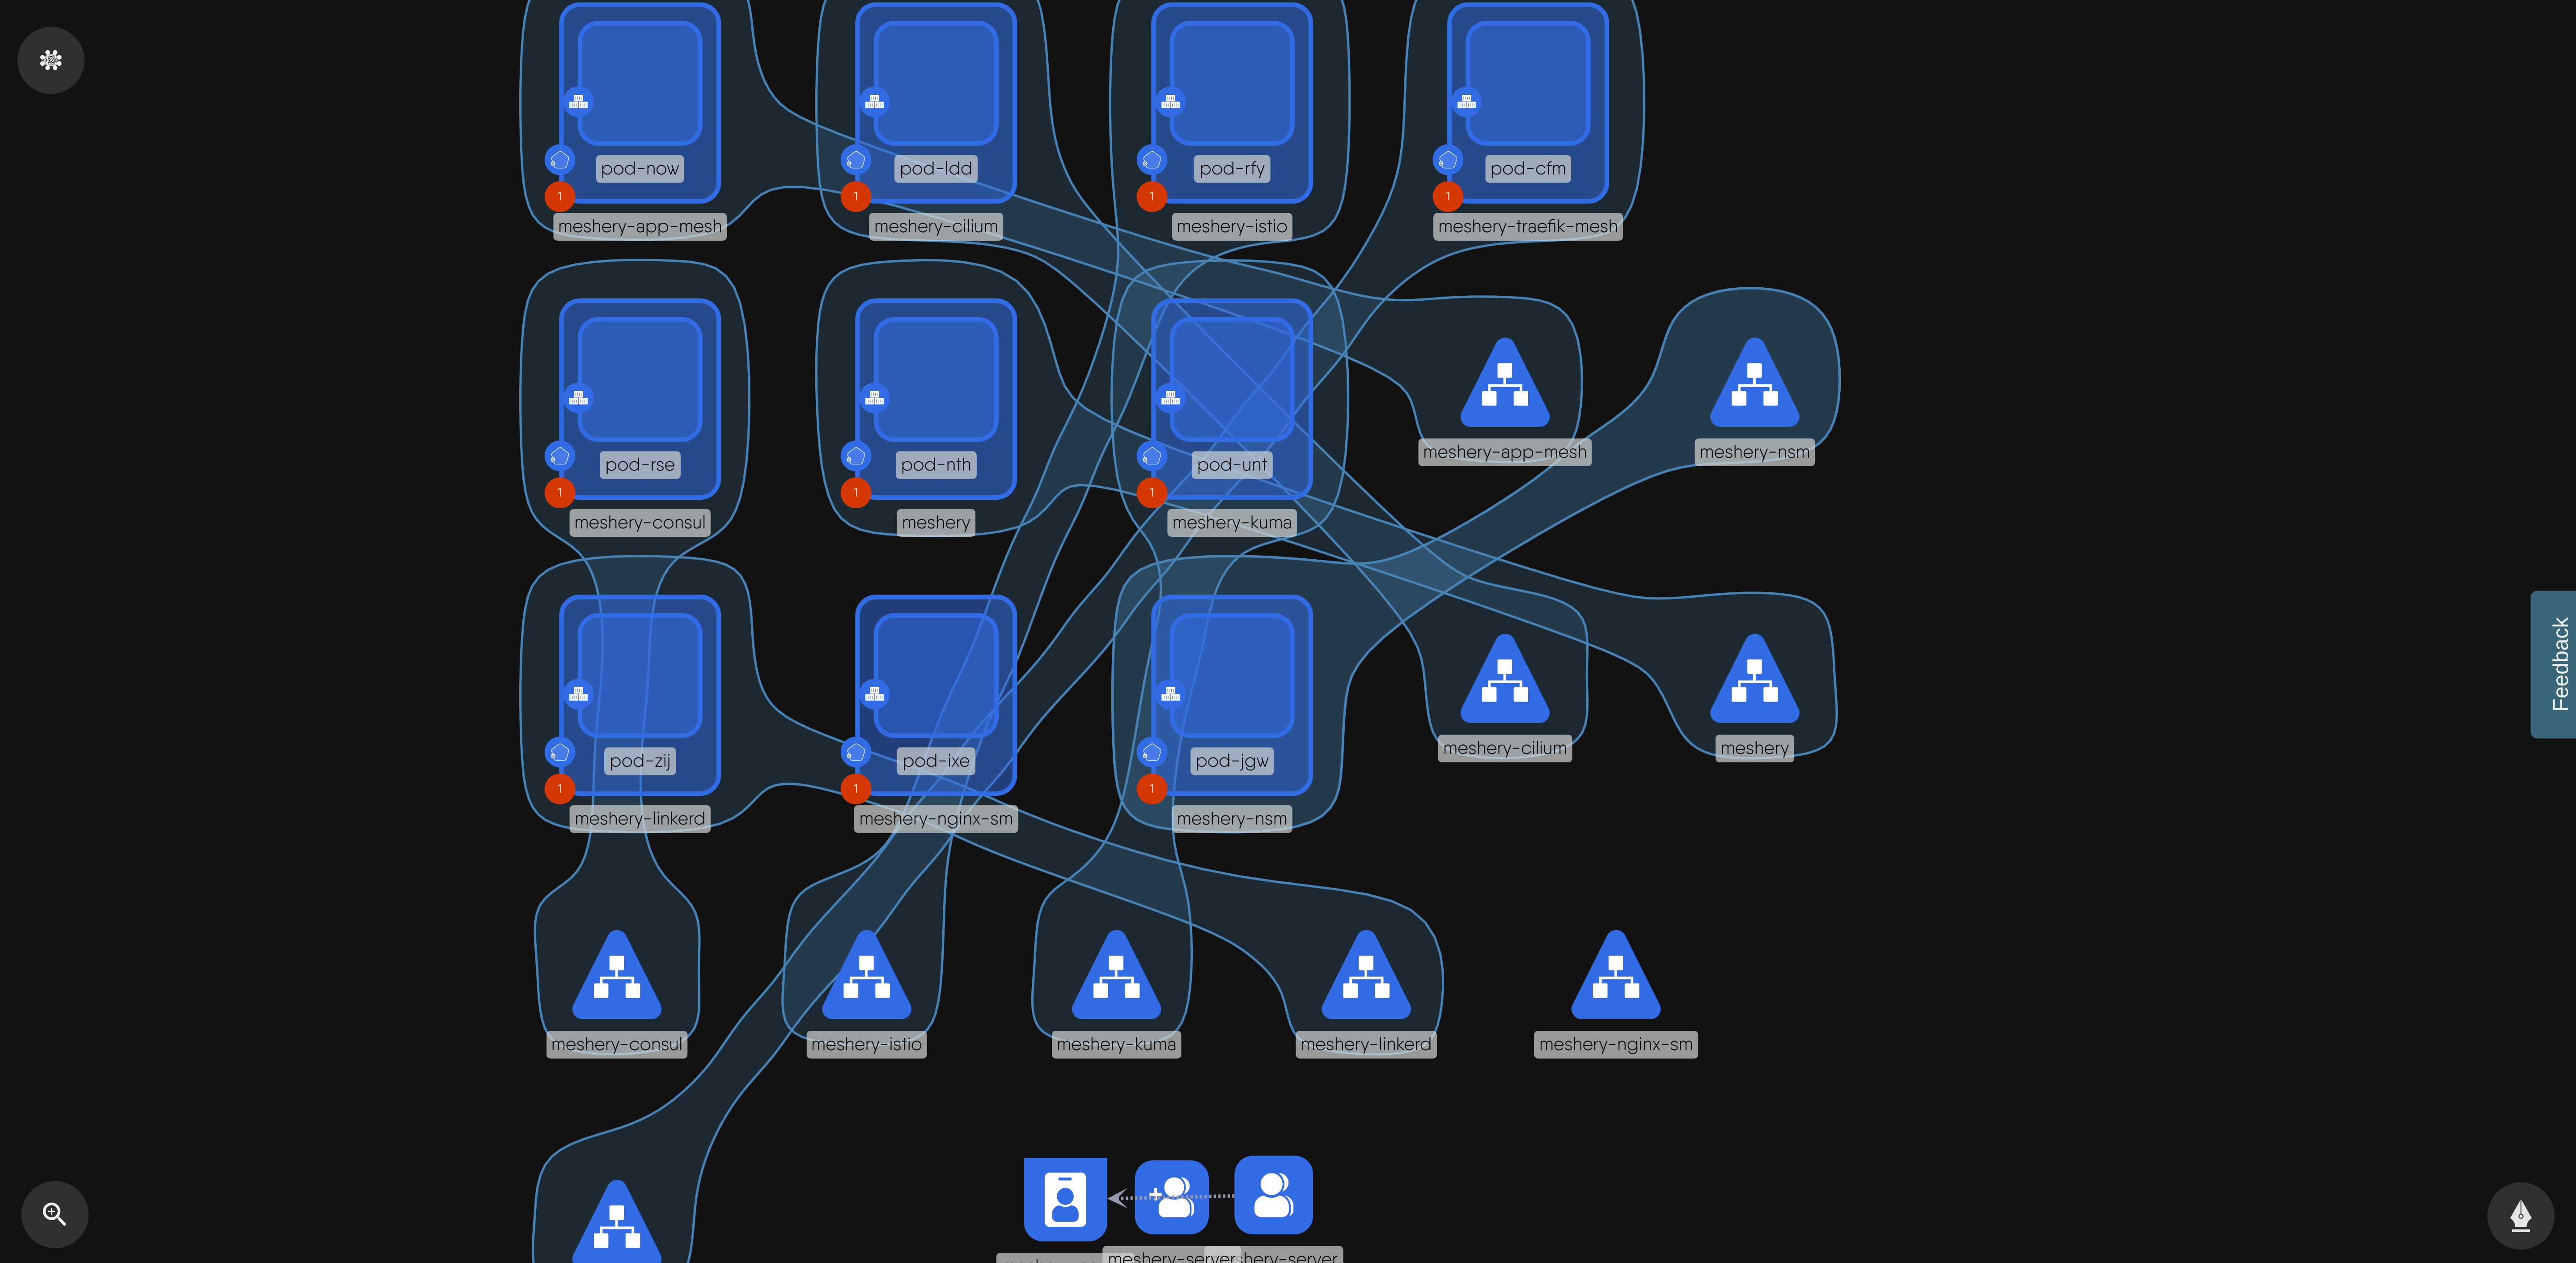 pod-now
pod-ldd
pod-rfy
pod-cfm
1
1
1
1
meshery-app-mesh
meshery-cilium
meshery-istio
meshery-traefik-mesh
pod-rse
pod-nth
pod-unt
meshery-app-mesh
meshery-nsm
1
1
1
meshery-consul
meshery
meshery-kuma
pod-zij
pod-ixe
pod-jgw
meshery-cilium
meshery
1
1
1
meshery-linkerd
meshery-nginx-sm
meshery-nsm
Feedback
meshery-consul
meshery-istio
meshery-kuma
meshery-linkerd
meshery-nginx-sm
meshery-server